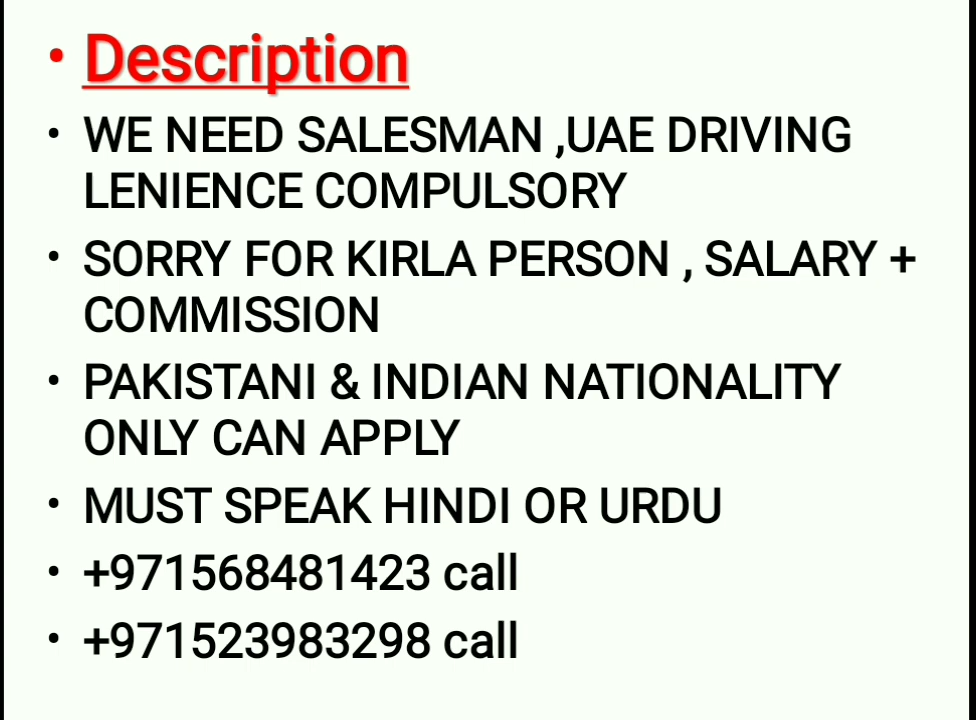 • Description
• WE NEED SALESMAN ,UAE DRIVING
LENIENCE COMPULSORY
• SORRY FOR KIRLA PERSON , SALARY +
COMMISSION
• PAKISTANI & INDIAN NATIONALITY
ONLY CAN APPLY
• MUST SPEAK HINDI OR URDU
• +971568481423 call
• +971523983298 call